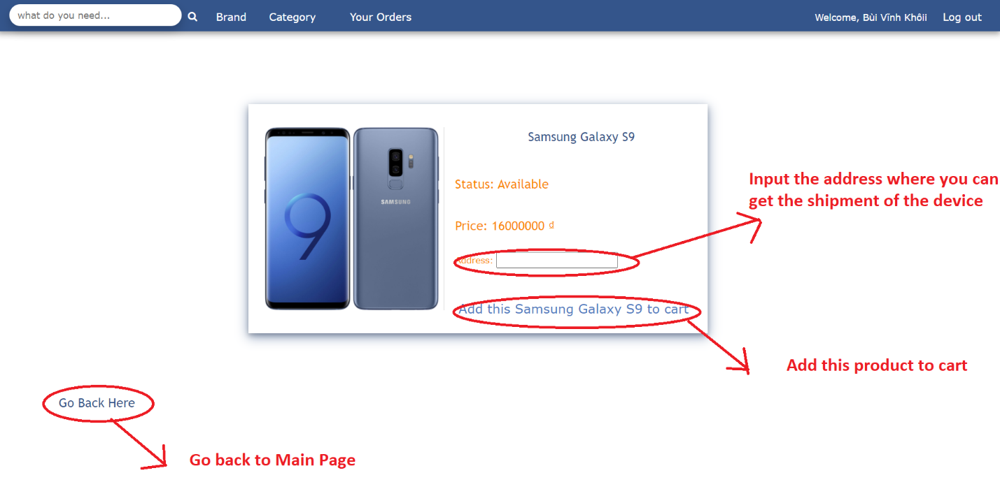 what do you need...
Brand
Category
Your Orders
Welcome, Bùi Vĩnh Khôii
Log out
Samsung Galaxy S9
Status: Available
Price: 16000000 ₫
Address:
Add this Samsung Galaxy S9 to cart
9
SAMSUNG
Input the address where you can
get the shipment of the device
Add this product to cart
Go Back Here
Go back to Main Page